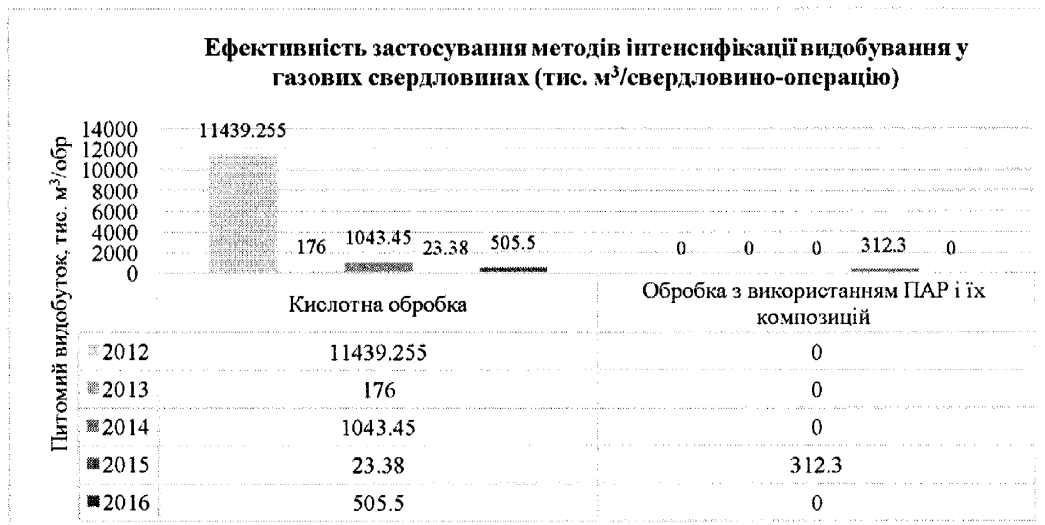 Ефективність застосування методів інтенсифікації видобування у
газових свердловинах (тис. м³/свердловино-операцію)
Питомий видобуток, тис. м³/обр
14000
12000
10000
8000
6000
4000
2000
0
11439.255
176
1043.45
23.38
505.5
0
0
0
312.3
0
Кислотна обробка
Обробка з використанням ПАР і їх
композицій
2012 11439.255 0
2013 176 0
2014 1043.45 0
2015 23.38 312.3
2016 505.5 0